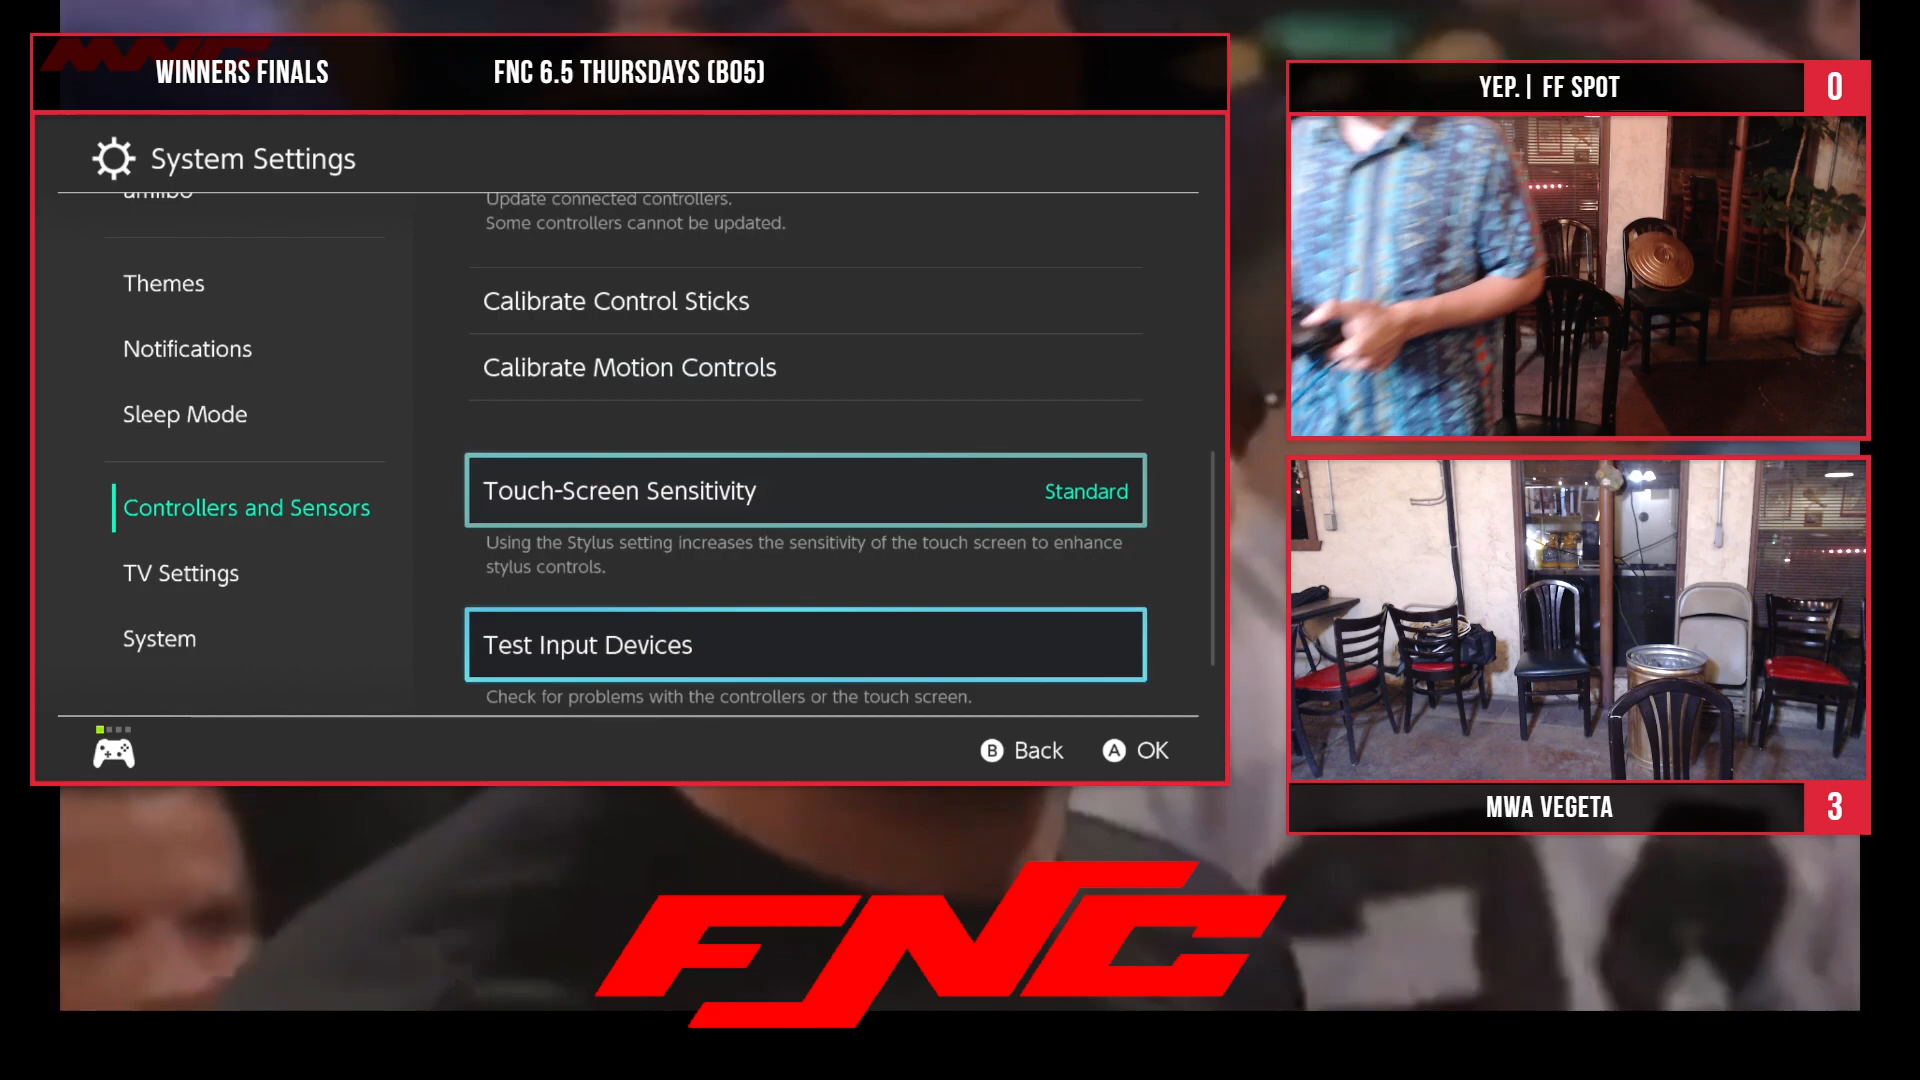 MNC
WINNERS FINALS
FNC 6.5 THURSDAYS (BO5)
System Settings
amiibo
Themes
Notifications
Sleep Mode
Controllers and Sensors
TV Settings
System
Update connected controllers.
Some controllers cannot be updated.
Calibrate Control Sticks
Calibrate Motion Controls
Touch-Screen Sensitivity
Standard
Using the Stylus setting increases the sensitivity of the touch screen to enhance
stylus controls.
Test Input Devices
Check for problems with the controllers or the touch screen.
B Back
A OK
YEP. | FF SPOT
0
MWA VEGETA
3
FNC